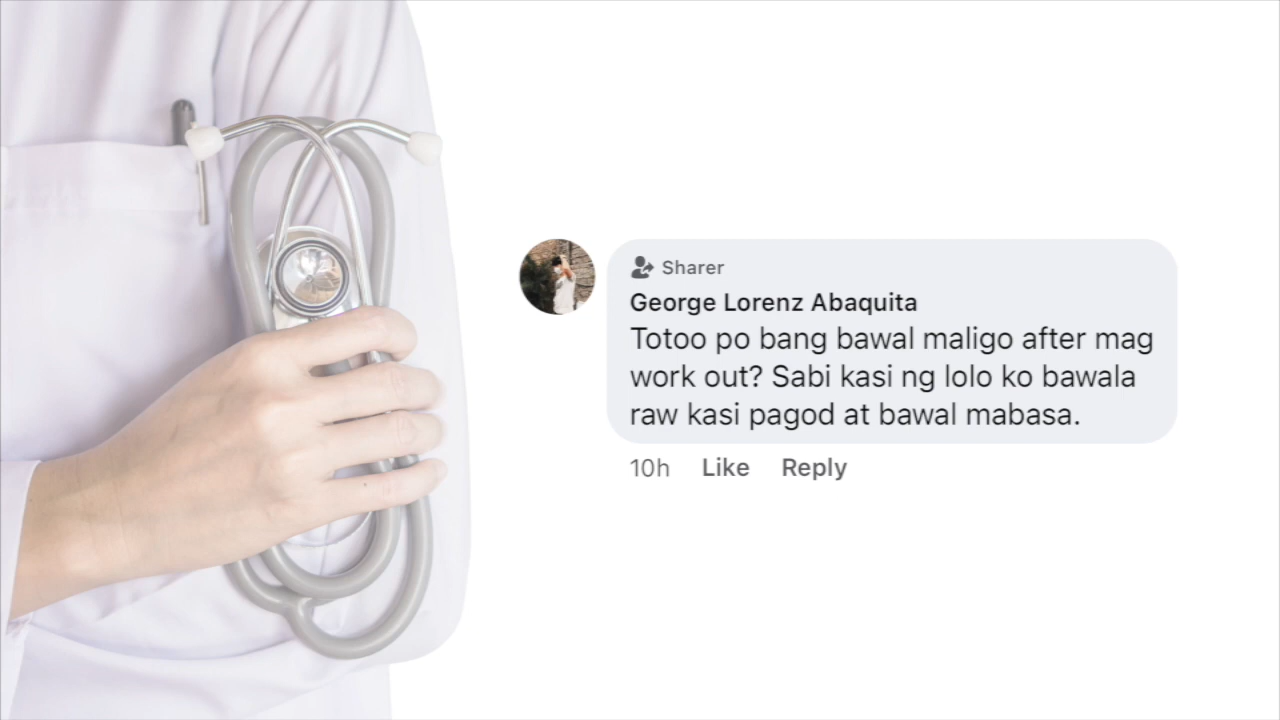 Sharer
George Lorenz Abaquita
Totoo po bang bawal maligo after mag
work out? Sabi kasi ng lolo ko bawala
raw kasi pagod at bawal mabasa.
10h Like Reply